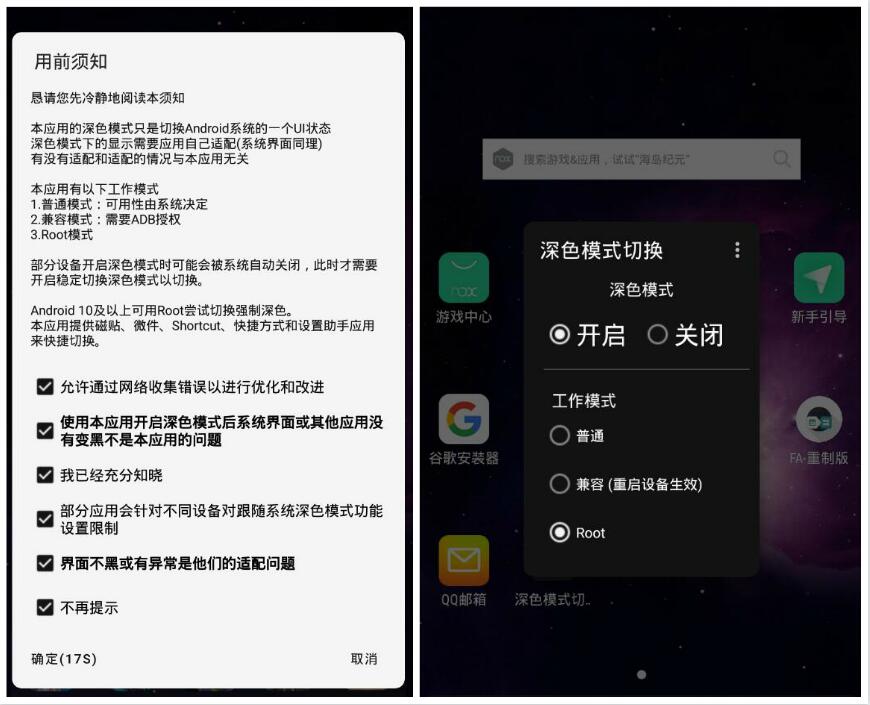 用前须知
恳请您先冷静地阅读本须知
本应用的深色模式只是切换Android系统的一个UI状态
深色模式下的显示需要应用自己适配(系统界面同理)
有没有适配和适配的情况与本应用无关
本应用有以下工作模式
1.普通模式：可用性由系统决定
2.兼容模式：需要ADB授权
3.Root模式
部分设备开启深色模式时可能会被系统自动关闭，此时才需要
开启稳定切换深色模式以切换。
Android 10及以上可用Root尝试切换强制深色。
本应用提供磁贴、微件、Shortcut、快捷方式和设置助手应用
来快捷切换。
允许通过网络收集错误以进行优化和改进
使用本应用开启深色模式后系统界面或其他应用没
有变黑不是本应用的问题
我已经充分知晓
部分应用会针对不同设备对跟随系统深色模式功能
设置限制
界面不黑或有异常是他们的适配问题
不再提示
确定(17S)
取消
nox
搜索游戏&应用，试试"海岛纪元"
深色模式切换
深色模式
开启
关闭
工作模式
普通
兼容 (重启设备生效)
Root
nox
游戏中心
新手引导
谷歌安装器
FA-重制版
QQ邮箱
深色模式切..